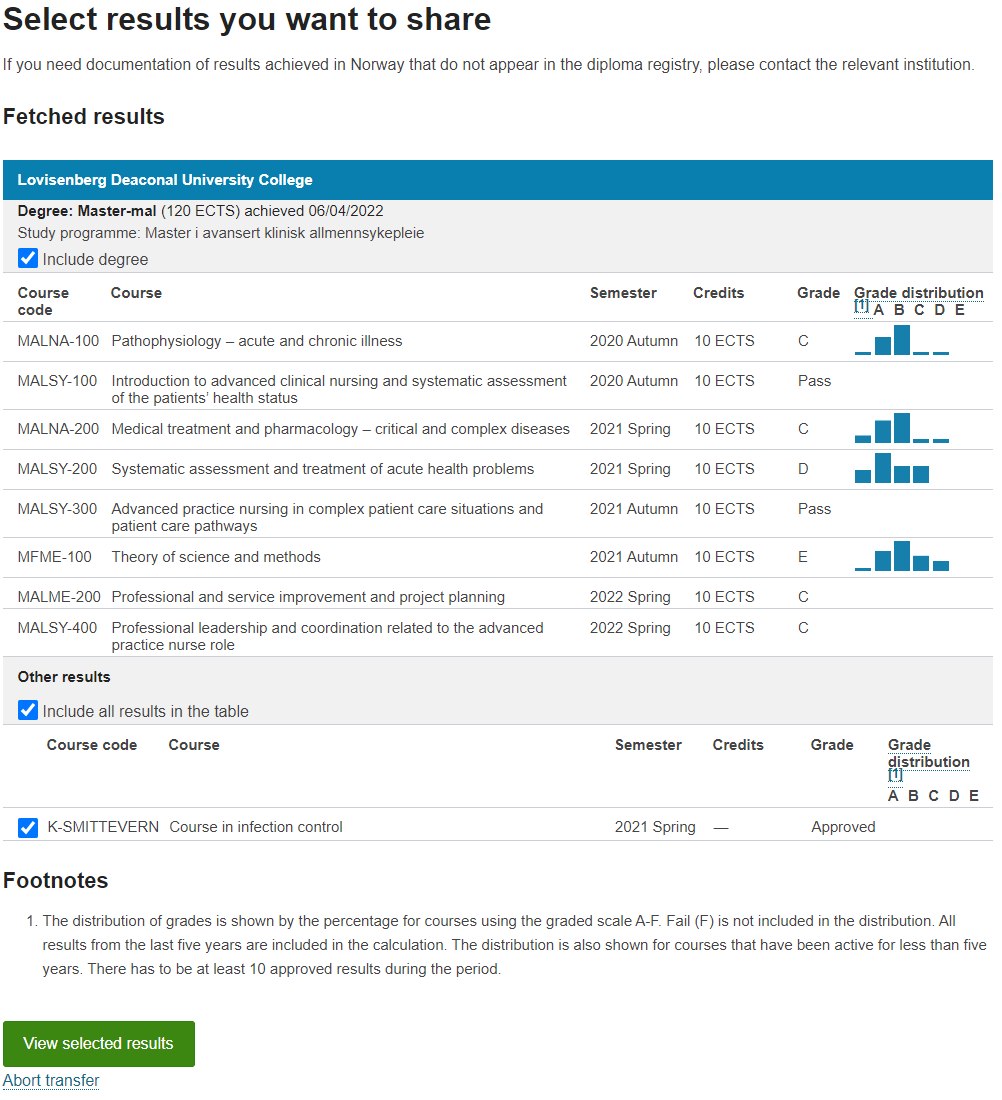 Select results you want to share
If you need documentation of results achieved in Norway that do not appear in the diploma registry, please contact the relevant institution.
Fetched results
Lovisenberg Deaconal University College
Degree: Master-mal (120 ECTS) achieved 06/04/2022
Study programme: Master i avansert klinisk allmennsykepleie
Include degree
Course code Course Semester Credits Grade Grade distribution [1] A B C D E
MALNA-100 Pathophysiology – acute and chronic illness 2020 Autumn 10 ECTS C
MALSY-100 Introduction to advanced clinical nursing and systematic assessment 2020 Autumn 10 ECTS Pass
of the patients’ health status
MALNA-200 Medical treatment and pharmacology – critical and complex diseases 2021 Spring 10 ECTS C
MALSY-200 Systematic assessment and treatment of acute health problems 2021 Spring 10 ECTS D
MALSY-300 Advanced practice nursing in complex patient care situations and 2021 Autumn 10 ECTS Pass
patient care pathways
MFME-100 Theory of science and methods 2021 Autumn 10 ECTS E
MALME-200 Professional and service improvement and project planning 2022 Spring 10 ECTS C
MALSY-400 Professional leadership and coordination related to the advanced 2022 Spring 10 ECTS C
practice nurse role
Other results
Include all results in the table
Course code Course Semester Credits Grade Grade
distribution
[1]
A B C D E
K-SMITTEVERN Course in infection control 2021 Spring — Approved
Footnotes
1. The distribution of grades is shown by the percentage for courses using the graded scale A-F. Fail (F) is not included in the distribution. All
results from the last five years are included in the calculation. The distribution is also shown for courses that have been active for less than five
years. There has to be at least 10 approved results during the period.
View selected results
Abort transfer